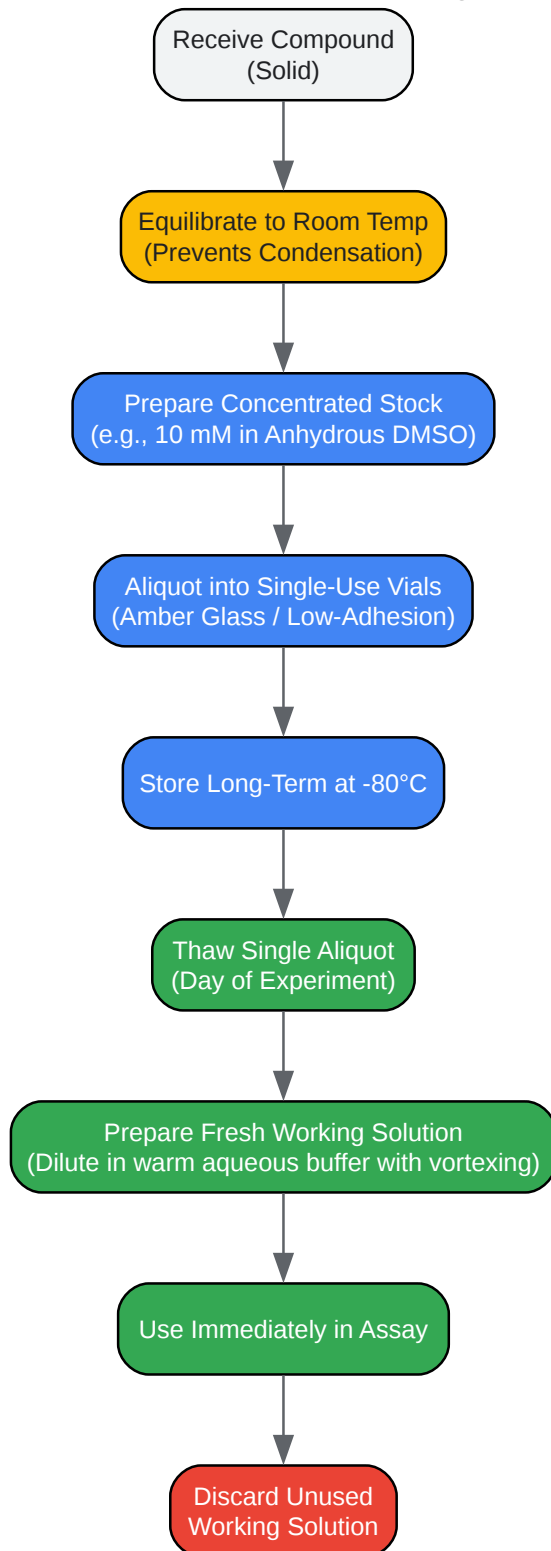 Receive Compound
(Solid)
Equilibrate to Room Temp
(Prevents Condensation)
Prepare Concentrated Stock
(e.g., 10 mM in Anhydrous DMSO)
Aliquot into Single-Use Vials
(Amber Glass / Low-Adhesion)
Store Long-Term at -80°C
Thaw Single Aliquot
(Day of Experiment)
Prepare Fresh Working Solution
(Dilute in warm aqueous buffer with vortexing)
Use Immediately in Assay
Discard Unused
Working Solution